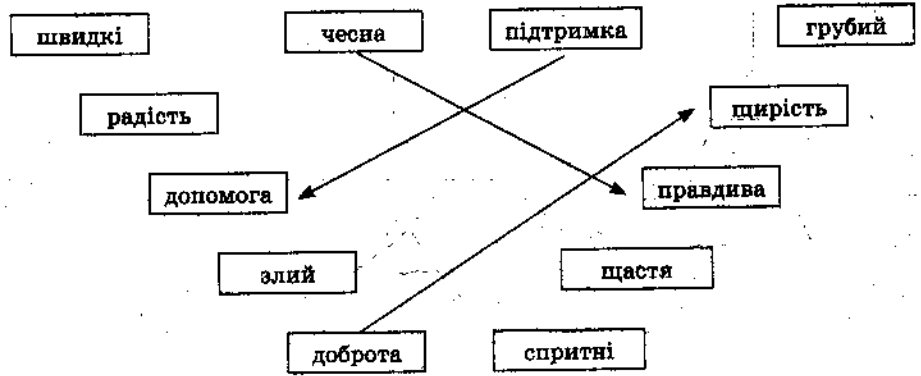 швидкі
чесна
підтримка
грубий
радість
щирість
допомога
правдива
злий
щастя
доброта
спритні